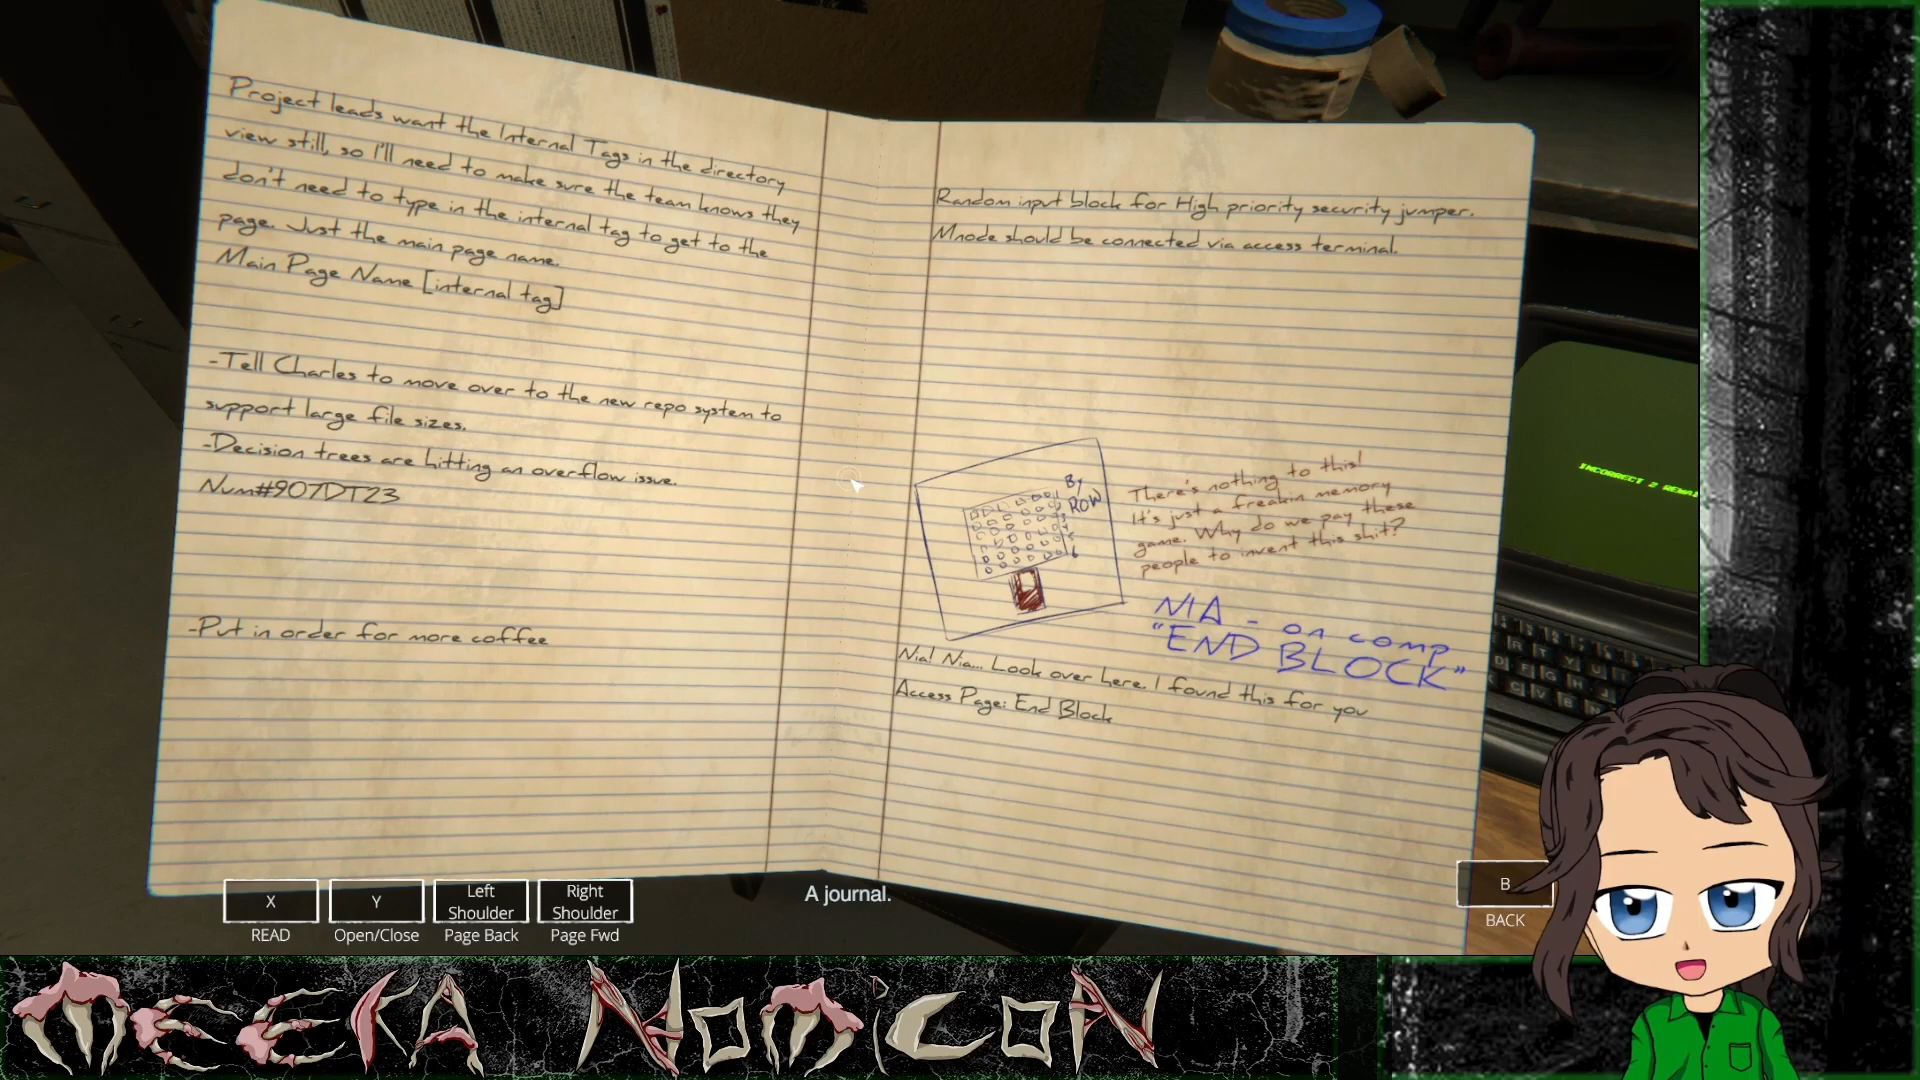 Project leads want the Internal Tags in the directory
view still, so I'll need to make sure the team knows they
don't need to type in the internal tag to get to the
page. Just the main page name.
Main Page Name [internal tag]
-Tell Charles to move over to the new repo system to
support large file sizes.
-Decision trees are hitting an overflow issue.
Num#907DT23
-Put in order for more coffee
Random input block for High priority security jumper.
Mnode should be connected via access terminal.
By
ROW
There's nothing to this!
It's just a freakin memory
game. Why do we pay these
people to invent this shit?
NIA - on comp
"END BLOCK"
Nia! Nia... Look over here. I found this for you
Access Page: End Block
INCORRECT 2 REMAI
A journal.
X
READ
Y
Open/Close
Left
Shoulder
Page Back
Right
Shoulder
Page Fwd
B
BACK
MEEKA NOMICON